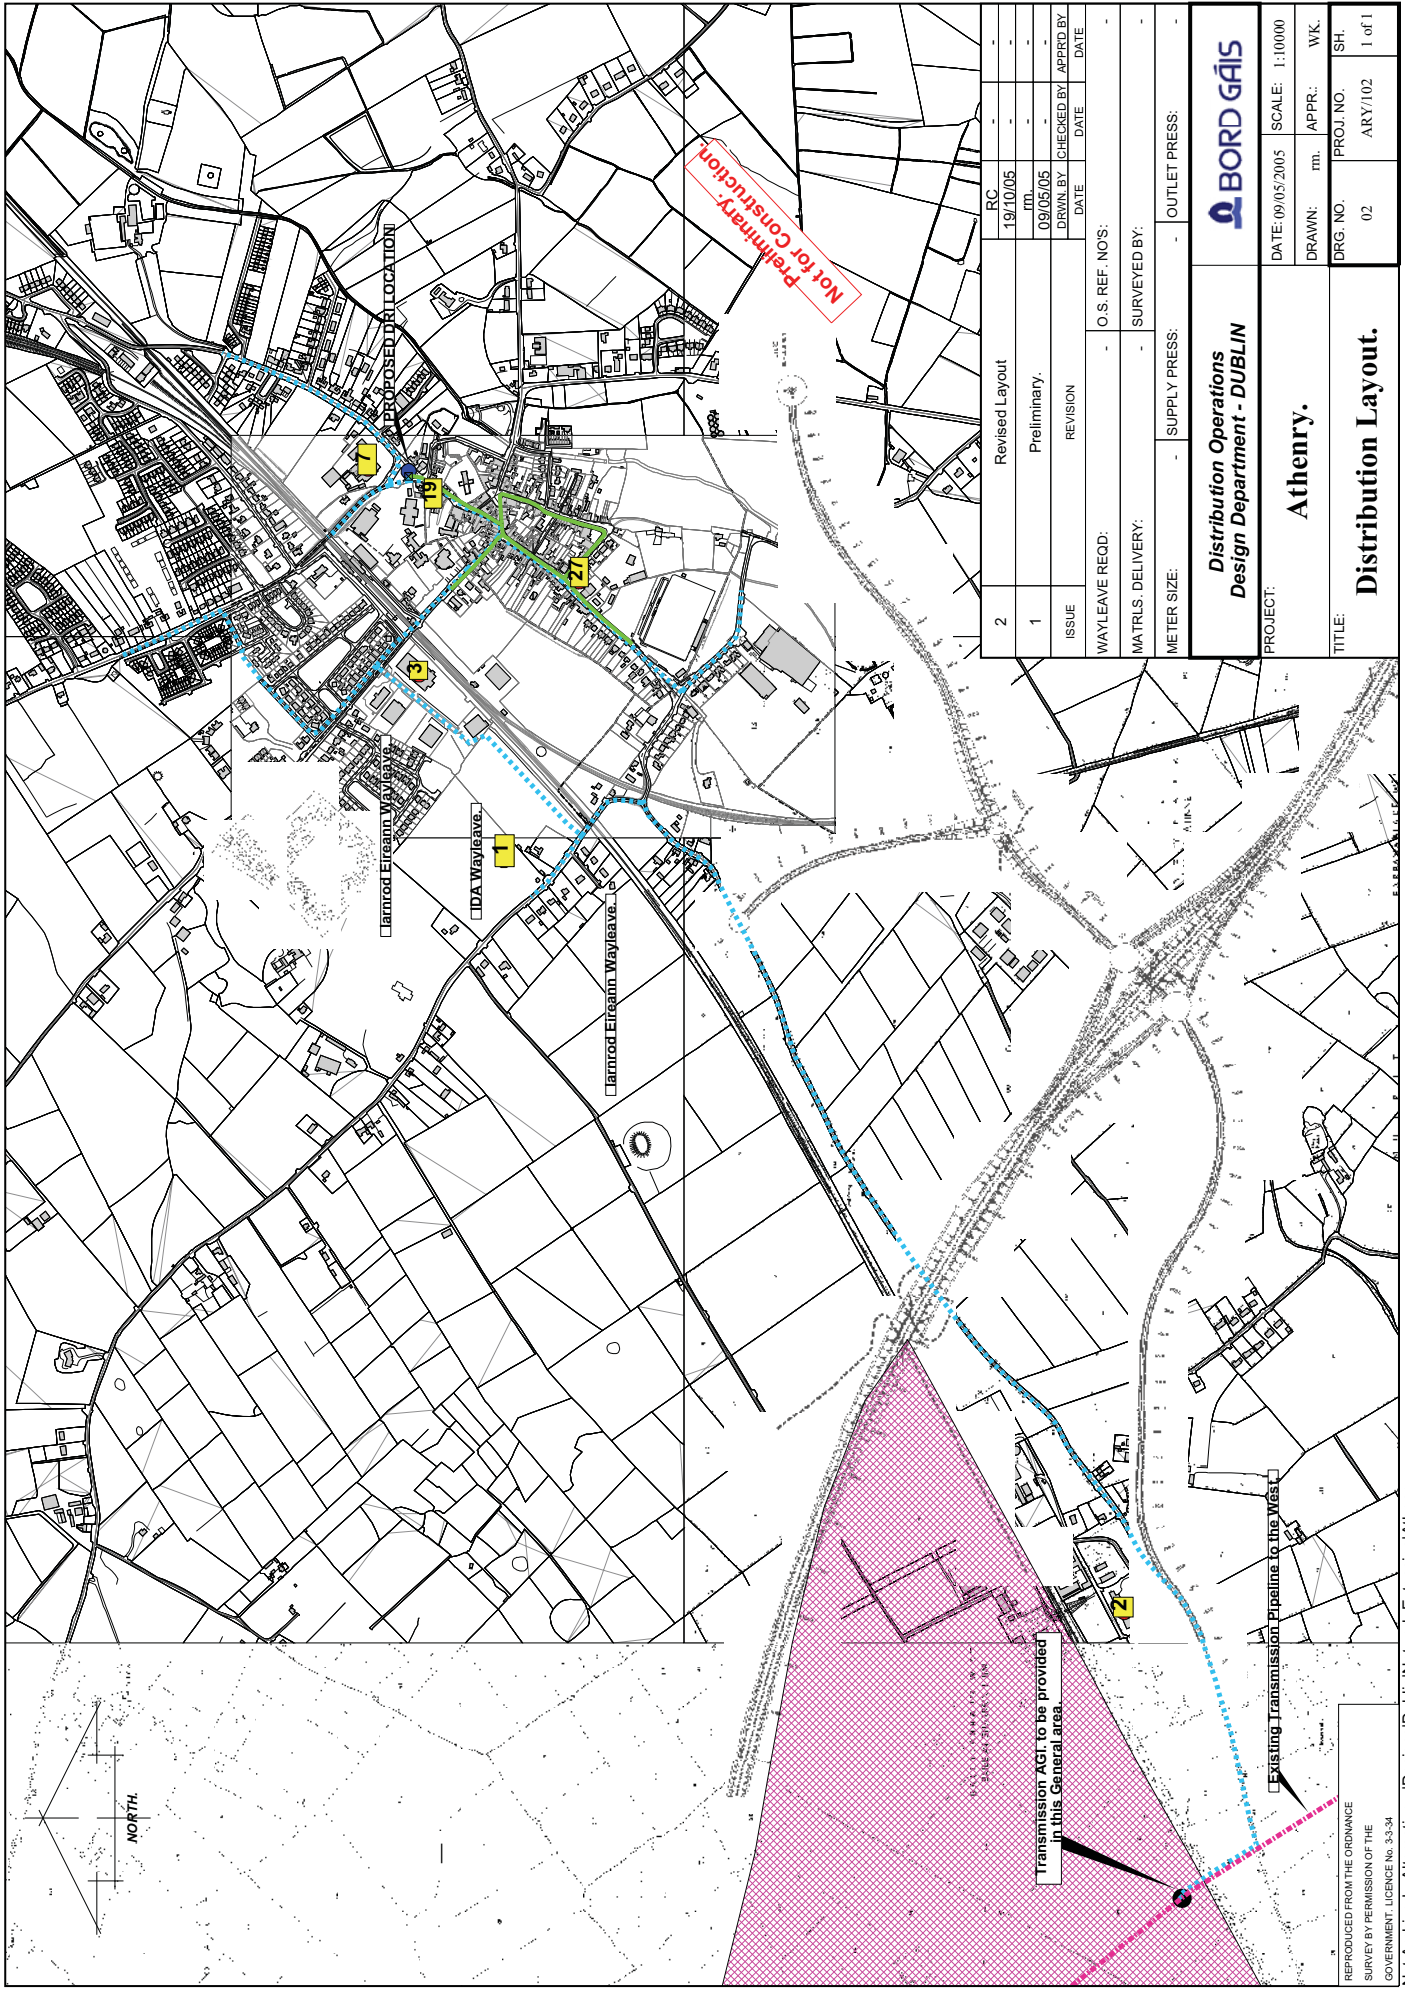 PROPOSED DRI LOCATION
7
19
27
3
1
2
Iarnrod Eireann Wayleave.
IDA Wayleave.
Iarnrod Eireann Wayleave.
Preliminary.
Not for Construction.
NORTH.
Transmission AGI. to be provided
in this General area.
Existing Transmission Pipeline to the West.
REPRODUCED FROM THE ORDNANCE
SURVEY BY PERMISSION OF THE
GOVERNMENT. LICENCE No. 3-3-34
2 Revised Layout RC - -
19/10/05 - -
1 Preliminary. rm. - -
09/05/05 - -
ISSUE REVISION DRWN. BY CHECKED BY APPR'D BY
DATE DATE DATE
WAYLEAVE REQD: - O.S. REF. NO'S: -
MATRLS. DELIVERY: - SURVEYED BY: -
METER SIZE: - SUPPLY PRESS: - OUTLET PRESS: -
Distribution Operations
Design Department - DUBLIN
BORD GÁIS
PROJECT:
Athenry.
DATE: 09/05/2005 SCALE: 1:10000
DRAWN: rm. APPR.: WK.
TITLE:
Distribution Layout.
DRG. NO. PROJ. NO. SH.
02 ARY/102 1 of 1